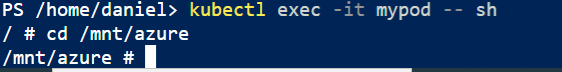 PS /home/daniel> kubectl exec -it mypod -- sh
/ # cd /mnt/azure
/mnt/azure #